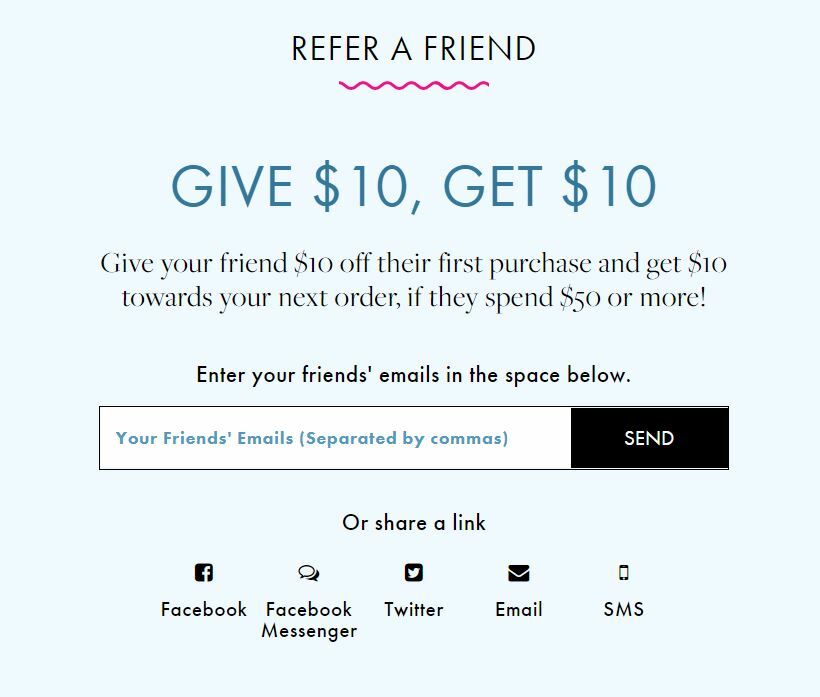 REFER A FRIEND
GIVE $10, GET $10
Give your friend $10 off their first purchase and get $10
towards your next order, if they spend $50 or more!
Enter your friends' emails in the space below.
Your Friends' Emails (Separated by commas)
SEND
Or share a link
Facebook
Facebook
Messenger
Twitter
Email
SMS